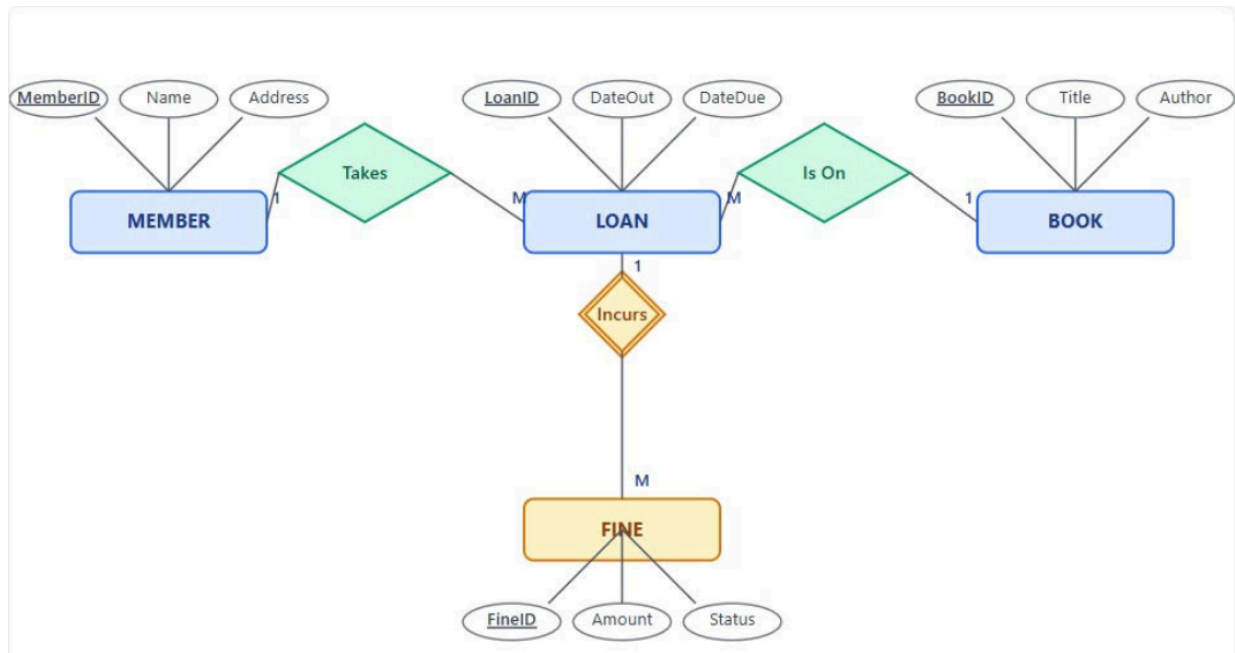 MemberID Name Address LoanID DateOut DateDue BookID Title Author
Takes Is On
1 M M 1
MEMBER LOAN BOOK
1
Incurs
M
FINE
FineID Amount Status